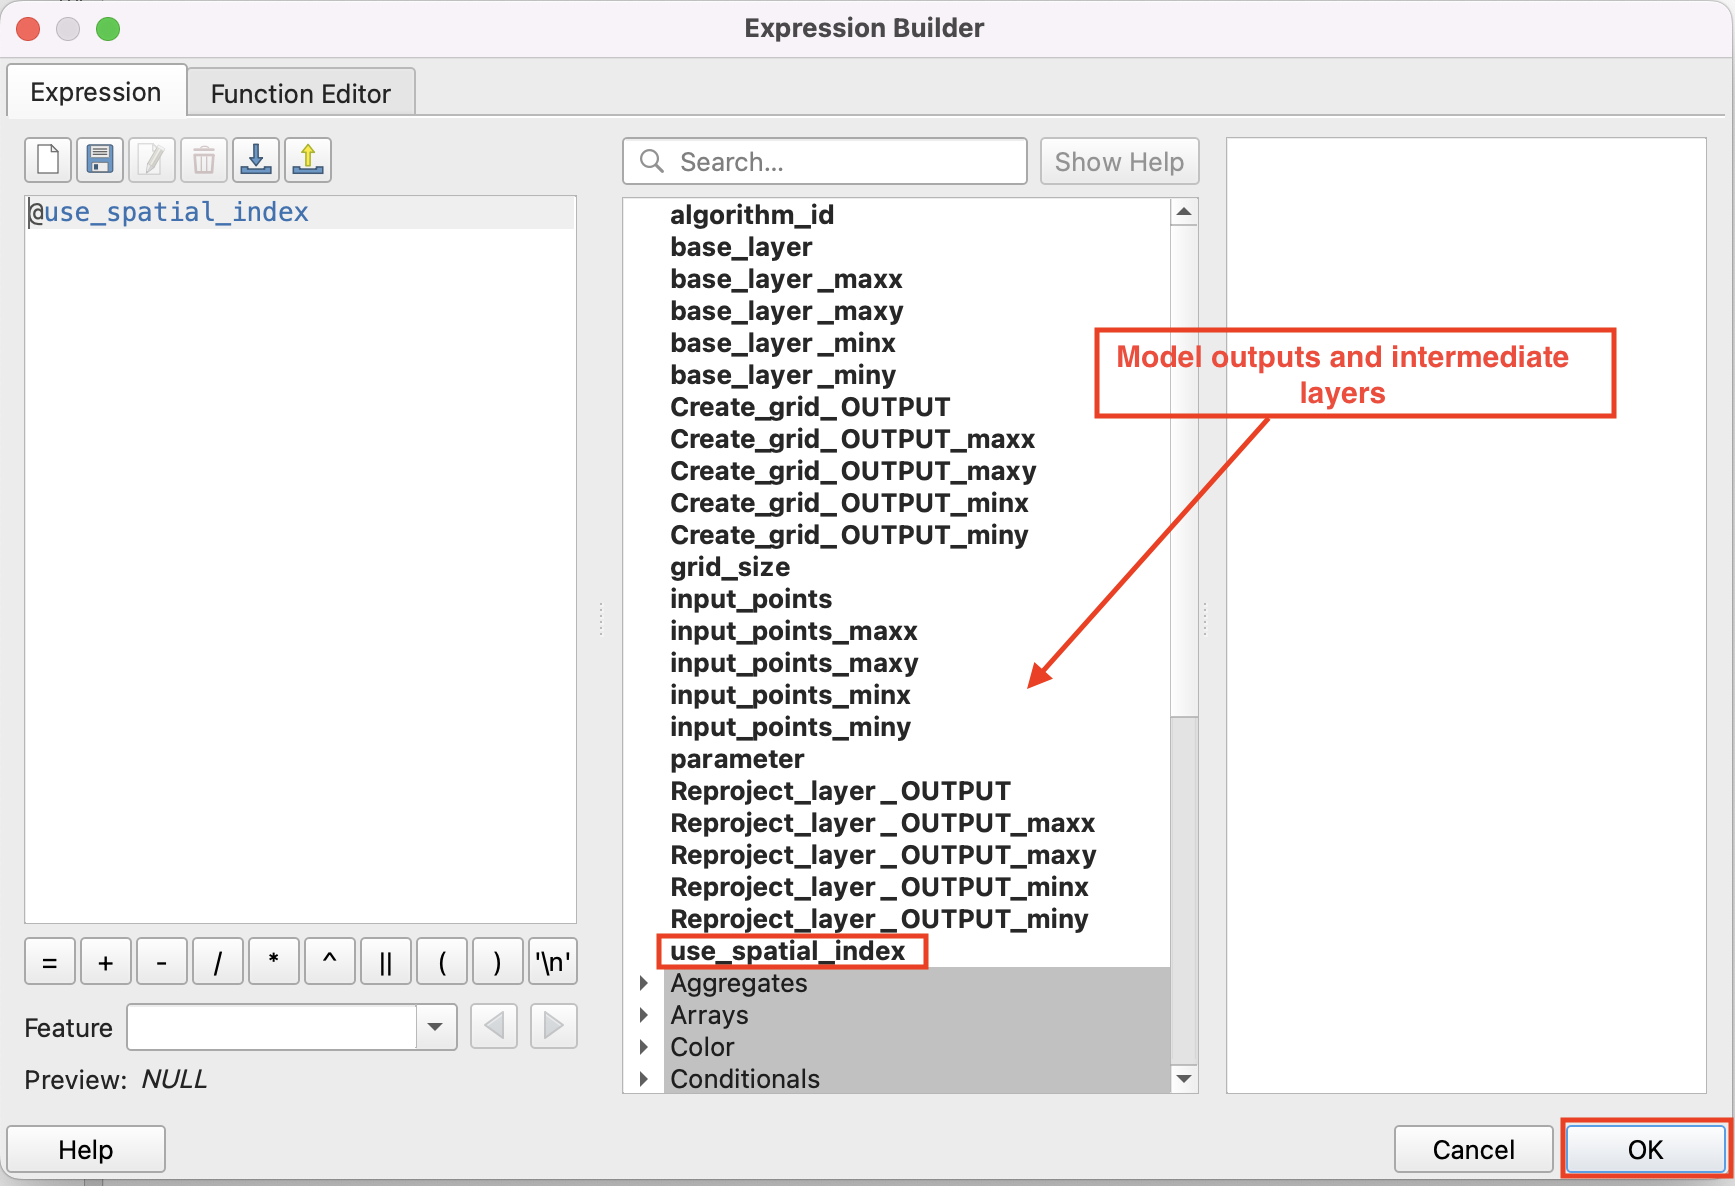 Expression Builder
Expression
Function Editor
Search...
Show Help
@use_spatial_index
algorithm_id
base_layer
base_layer_maxx
base_layer_maxy
base_layer_minx
base_layer_miny
Create_grid_OUTPUT
Create_grid_OUTPUT_maxx
Create_grid_OUTPUT_maxy
Create_grid_OUTPUT_minx
Create_grid_OUTPUT_miny
grid_size
input_points
input_points_maxx
input_points_maxy
input_points_minx
input_points_miny
parameter
Reproject_layer_OUTPUT
Reproject_layer_OUTPUT_maxx
Reproject_layer_OUTPUT_maxy
Reproject_layer_OUTPUT_minx
Reproject_layer_OUTPUT_miny
use_spatial_index
Aggregates
Arrays
Color
Conditionals
Model outputs and intermediate
layers
= + - / * ^ || ( ) '\n'
Feature
Preview: NULL
Help
Cancel
OK